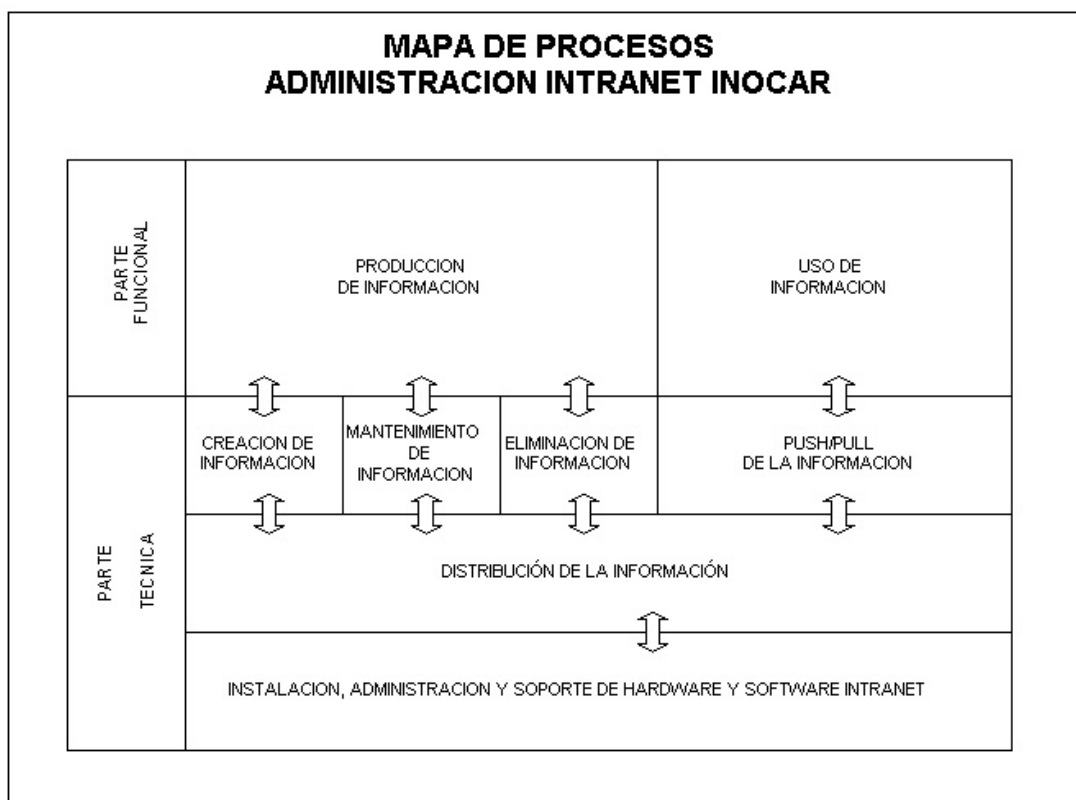 MAPA DE PROCESOS
ADMINISTRACION INTRANET INOCAR
PARTE
FUNCIONAL
PRODUCCION
DE INFORMACION
USO DE
INFORMACION
PARTE
TECNICA
CREACION DE
INFORMACION
MANTENIMIENTO
DE
INFORMACION
ELIMINACION DE
INFORMACION
PUSH/PULL
DE LA INFORMACION
DISTRIBUCIÓN DE LA INFORMACIÓN
INSTALACION, ADMINISTRACION Y SOPORTE DE HARDWARE Y SOFTWARE INTRANET